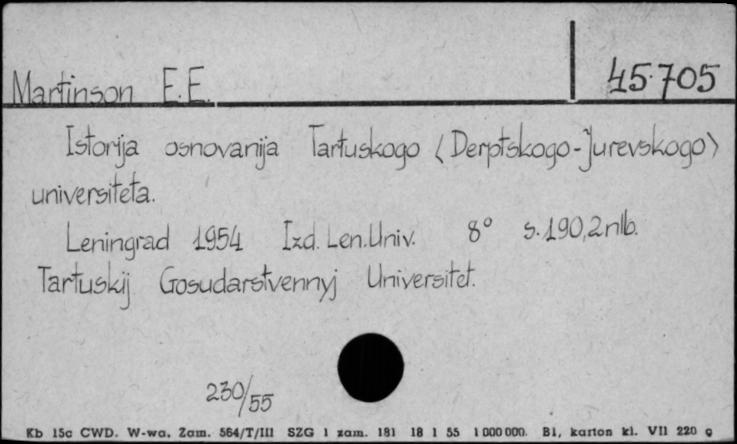 Martinson E.E. 45.705
Istorija osnovanija Tartuskogo <Derptskogo-Jurevskogo>
universiteta.
Leningrad 1954 Izd. Len.Univ. 8° s.190,2nlb.
Tartuskij Gosudarstvennyj Universitet.
230/55
Kb 15c CWD. W-wa, Zam. 564/T/III SZG 1 zam. 181 18 1 55 1 000 000. B1, karton kl. VII 220 g